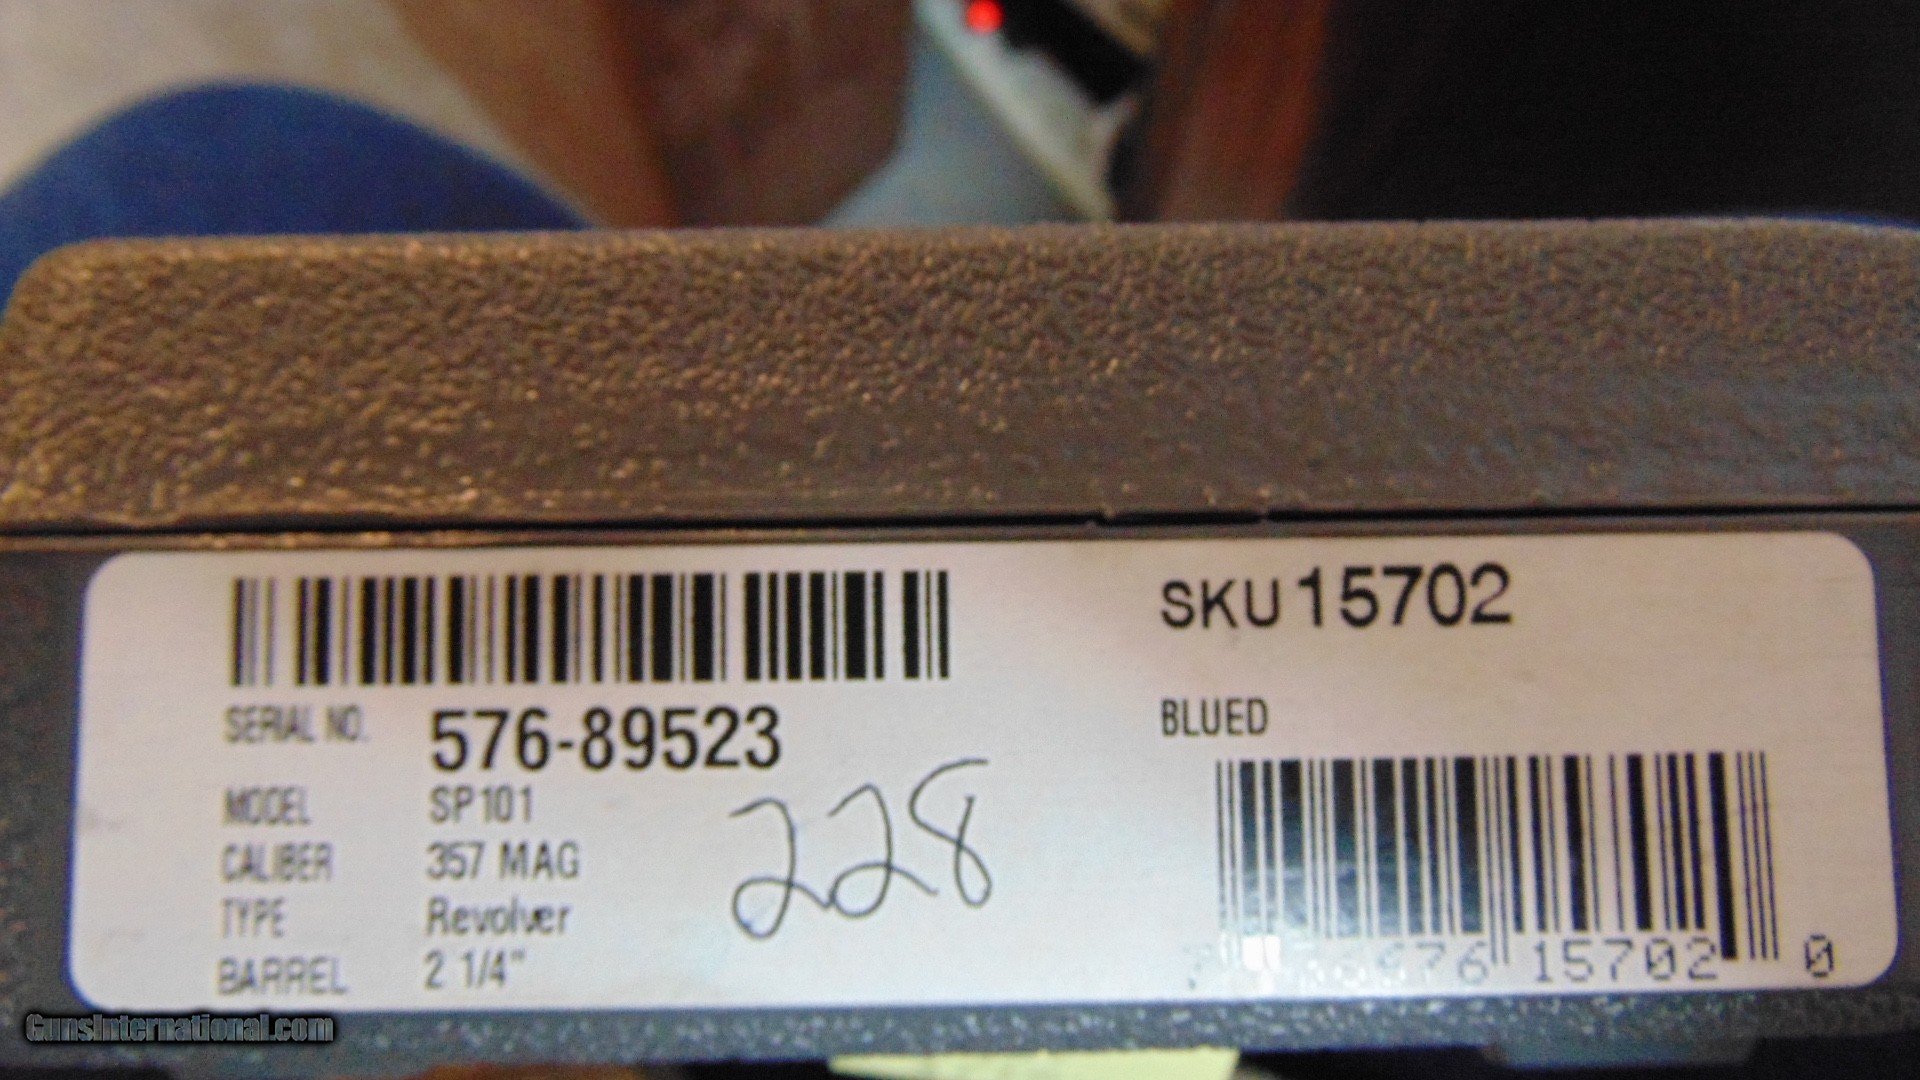 SKU 15702
SERIAL NO. 576-89523
BLUED
MODEL SP101
CALIBER 357 MAG
228
TYPE Revolver
BARREL 2 1/4"
15702 0
GunsInternational.com